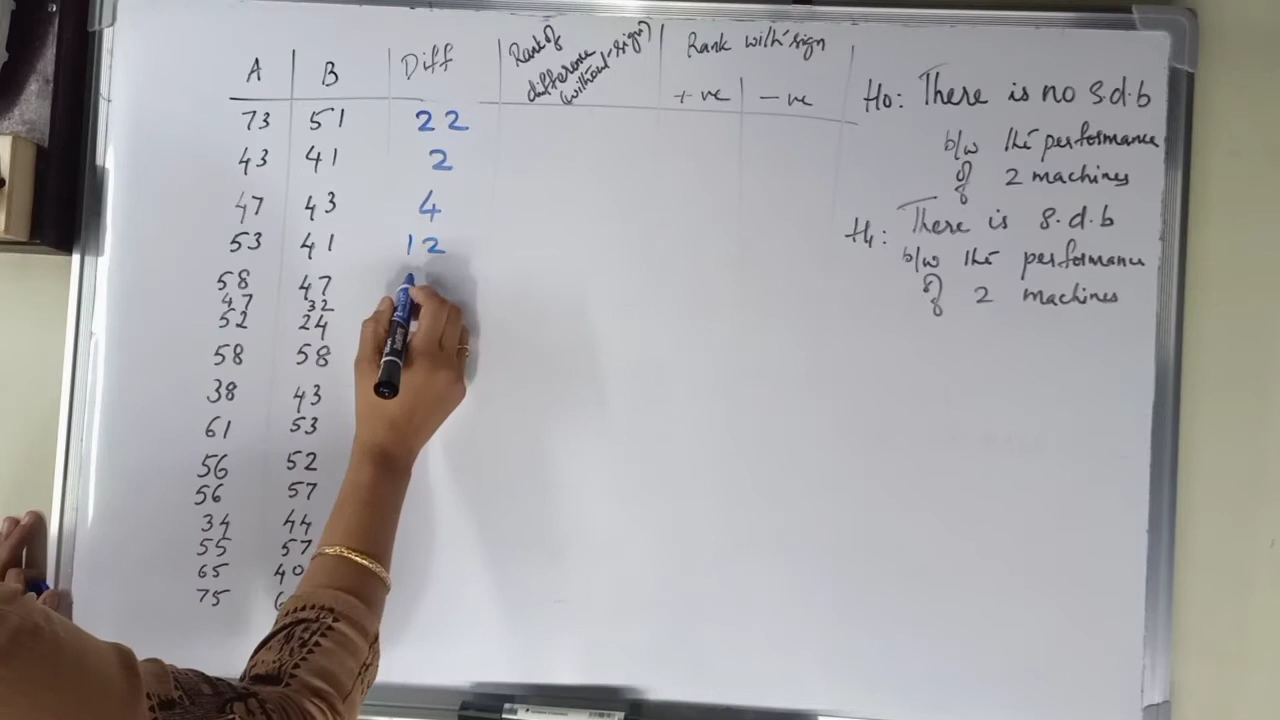 A B Diff Rank of difference (without sign) Rank with sign
+ve -ve
73 51 22
43 41 2
47 43 4
53 41 12
58 47
47 32
52 24
58 58
38 43
61 53
56 52
56 57
34 44
55 57
65 40
75
H0: There is no S.d.b
b/w the performance
of 2 machines
H1: There is S.d.b
b/w the performance
of 2 machines